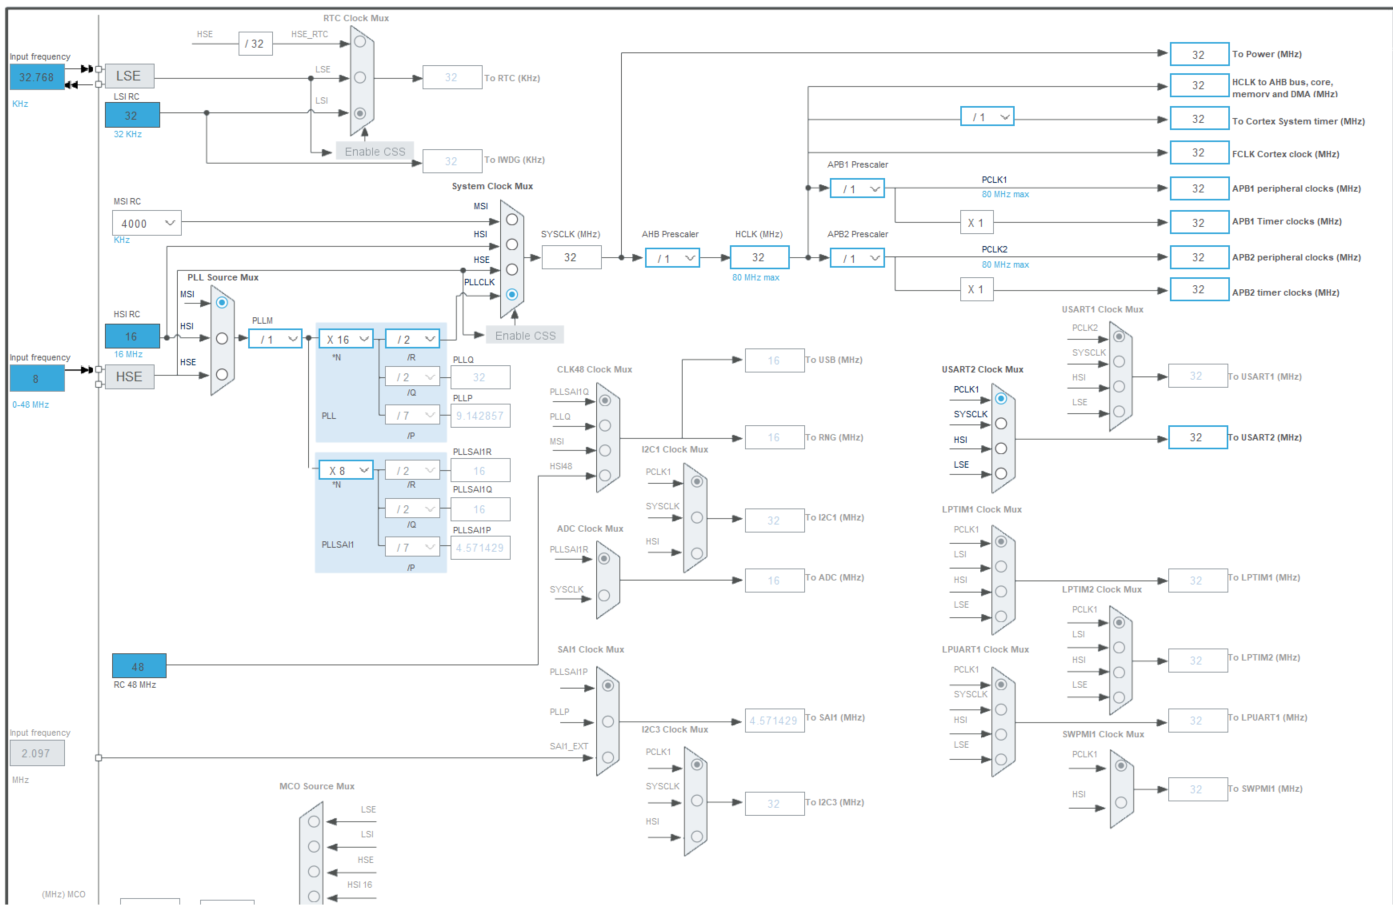 RTC Clock Mux
HSE
/ 32
HSE_RTC
Input frequency
32.768
KHz
LSE
LSE
32
To RTC (KHz)
LSI RC
32
32 KHz
LSI
Enable CSS
32
To IWDG (KHz)
32
To Power (MHz)
32
HCLK to AHB bus, core,
memory and DMA (MHz)
/ 1
32
To Cortex System timer (MHz)
32
FCLK Cortex clock (MHz)
APB1 Prescaler
/ 1
PCLK1
80 MHz max
32
APB1 peripheral clocks (MHz)
X 1
32
APB1 Timer clocks (MHz)
System Clock Mux
MSI RC
4000
KHz
MSI
HSI
HSE
PLLCLK
SYSCLK (MHz)
32
AHB Prescaler
/ 1
HCLK (MHz)
32
80 MHz max
APB2 Prescaler
/ 1
PCLK2
80 MHz max
32
APB2 peripheral clocks (MHz)
X 1
32
APB2 timer clocks (MHz)
Enable CSS
PLL Source Mux
MSI
HSI
HSE
HSI RC
16
16 MHz
Input frequency
8
0-48 MHz
HSE
PLLM
/ 1
X 16
*N
/ 2
/R
PLLQ
/ 2
32
/Q
PLLP
/ 7
9.142857
/P
PLL
PLLSAI1R
X 8
*N
/ 2
16
/R
PLLSAI1Q
/ 2
16
/Q
PLLSAI1P
/ 7
4.571429
/P
PLLSAI1
CLK48 Clock Mux
PLLSAI1Q
PLLQ
MSI
HSI48
16
To USB (MHz)
16
To RNG (MHz)
I2C1 Clock Mux
PCLK1
SYSCLK
HSI
32
To I2C1 (MHz)
ADC Clock Mux
PLLSAI1R
SYSCLK
16
To ADC (MHz)
48
RC 48 MHz
SAI1 Clock Mux
PLLSAI1P
PLLP
SAI1_EXT
4.571429
To SAI1 (MHz)
I2C3 Clock Mux
PCLK1
SYSCLK
HSI
32
To I2C3 (MHz)
Input frequency
2.097
MHz
MCO Source Mux
LSE
LSI
HSE
HSI 16
(MHz) MCO
USART1 Clock Mux
PCLK2
SYSCLK
HSI
LSE
32
To USART1 (MHz)
USART2 Clock Mux
PCLK1
SYSCLK
HSI
LSE
32
To USART2 (MHz)
LPTIM1 Clock Mux
PCLK1
LSI
HSI
LSE
32
To LPTIM1 (MHz)
LPTIM2 Clock Mux
PCLK1
LSI
HSI
LSE
32
To LPTIM2 (MHz)
LPUART1 Clock Mux
PCLK1
SYSCLK
HSI
LSE
32
To LPUART1 (MHz)
SWPMI1 Clock Mux
PCLK1
HSI
32
To SWPMI1 (MHz)